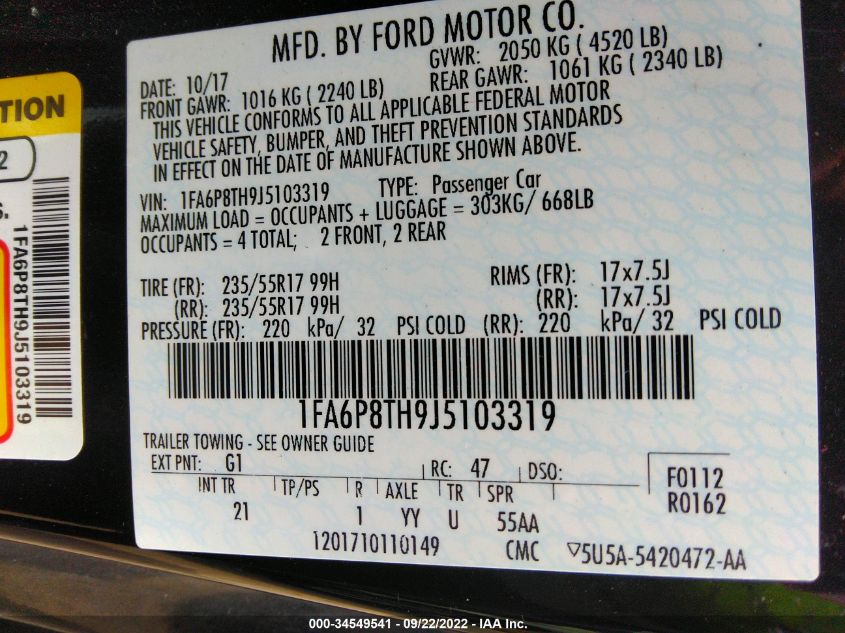 MFD. BY FORD MOTOR CO.
DATE: 10/17 GVWR: 2050 KG ( 4520 LB)
FRONT GAWR: 1016 KG ( 2240 LB) REAR GAWR: 1061 KG ( 2340 LB)
THIS VEHICLE CONFORMS TO ALL APPLICABLE FEDERAL MOTOR
VEHICLE SAFETY, BUMPER, AND THEFT PREVENTION STANDARDS
IN EFFECT ON THE DATE OF MANUFACTURE SHOWN ABOVE.
VIN: 1FA6P8TH9J5103319 TYPE: Passenger Car
MAXIMUM LOAD = OCCUPANTS + LUGGAGE = 303KG/ 668LB
OCCUPANTS = 4 TOTAL; 2 FRONT, 2 REAR
TIRE (FR): 235/55R17 99H RIMS (FR): 17x7.5J
(RR): 235/55R17 99H (RR): 17x7.5J
PRESSURE (FR): 220 kPa/ 32 PSI COLD (RR): 220 kPa/ 32 PSI COLD
1FA6P8TH9J5103319
TRAILER TOWING - SEE OWNER GUIDE
EXT PNT: G1 RC: 47 DSO:
INT TR TP/PS R AXLE TR SPR
21 1 YY U 55AA
F0112
R0162
1201710110149 CMC 5U5A-5420472-AA
TION
2
S.
1FA6P8TH9J5103319
000-34549541 - 09/22/2022 - IAA Inc.